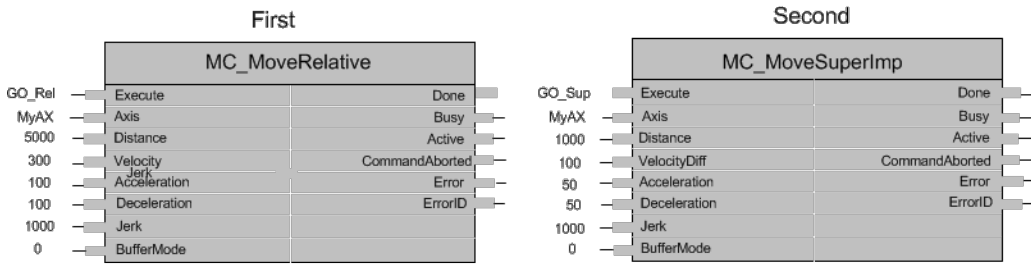 First
Second
MC_MoveRelative
MC_MoveSuperImp
GO_Rel Execute Done
MyAX Axis Busy
5000 Distance Active
300 Velocity CommandAborted
Jerk
100 Acceleration Error
100 Deceleration ErrorID
1000 Jerk
0 BufferMode
GO_Sup Execute Done
MyAX Axis Busy
1000 Distance Active
100 VelocityDiff CommandAborted
50 Acceleration Error
50 Deceleration ErrorID
1000 Jerk
0 BufferMode